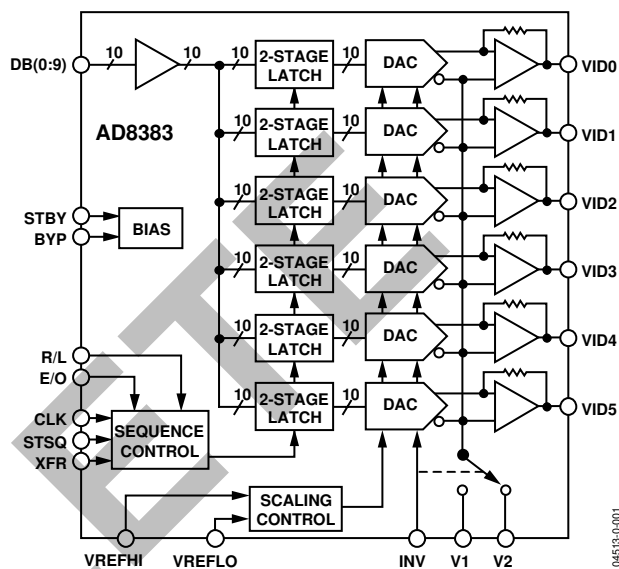 DB(0:9)
10
10
10
2-STAGE
LATCH
10
DAC
VID0
AD8383
10
2-STAGE
LATCH
10
DAC
VID1
10
2-STAGE
LATCH
10
DAC
VID2
STBY
BYP
BIAS
10
2-STAGE
LATCH
10
DAC
VID3
R/L
E/O
10
2-STAGE
LATCH
10
DAC
VID4
CLK
STSQ
XFR
SEQUENCE
CONTROL
10
2-STAGE
LATCH
10
DAC
VID5
SCALING
CONTROL
VREFHI
VREFLO
INV
V1
V2
04513-0-001
ETE